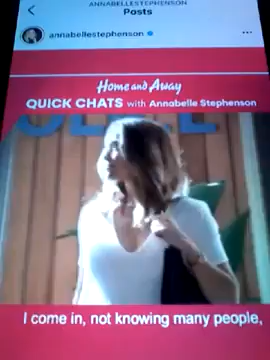 ANNABELLESTEPHENSON
Posts
annabellestephenson
Home and Away
QUICK CHATS with Annabelle Stephenson
I come in, not knowing many people,